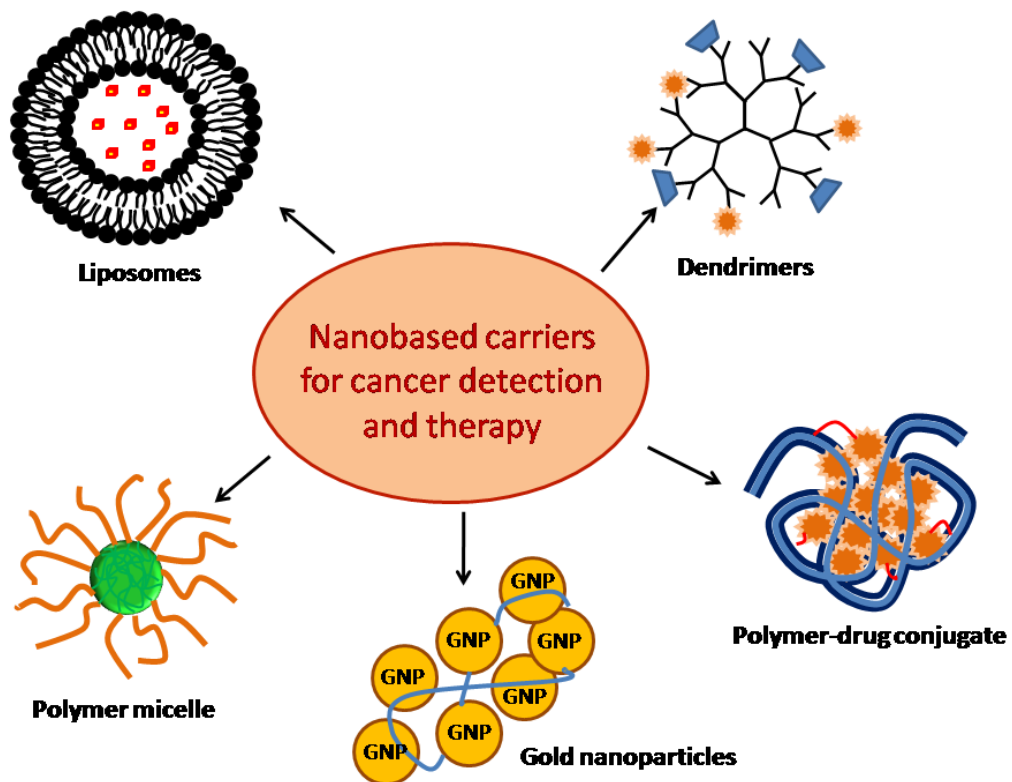 Liposomes
Dendrimers
Nanobased carriers
for cancer detection
and therapy
Polymer micelle
GNP
GNP
GNP
GNP
GNP
GNP
GNP
Gold nanoparticles
Polymer-drug conjugate